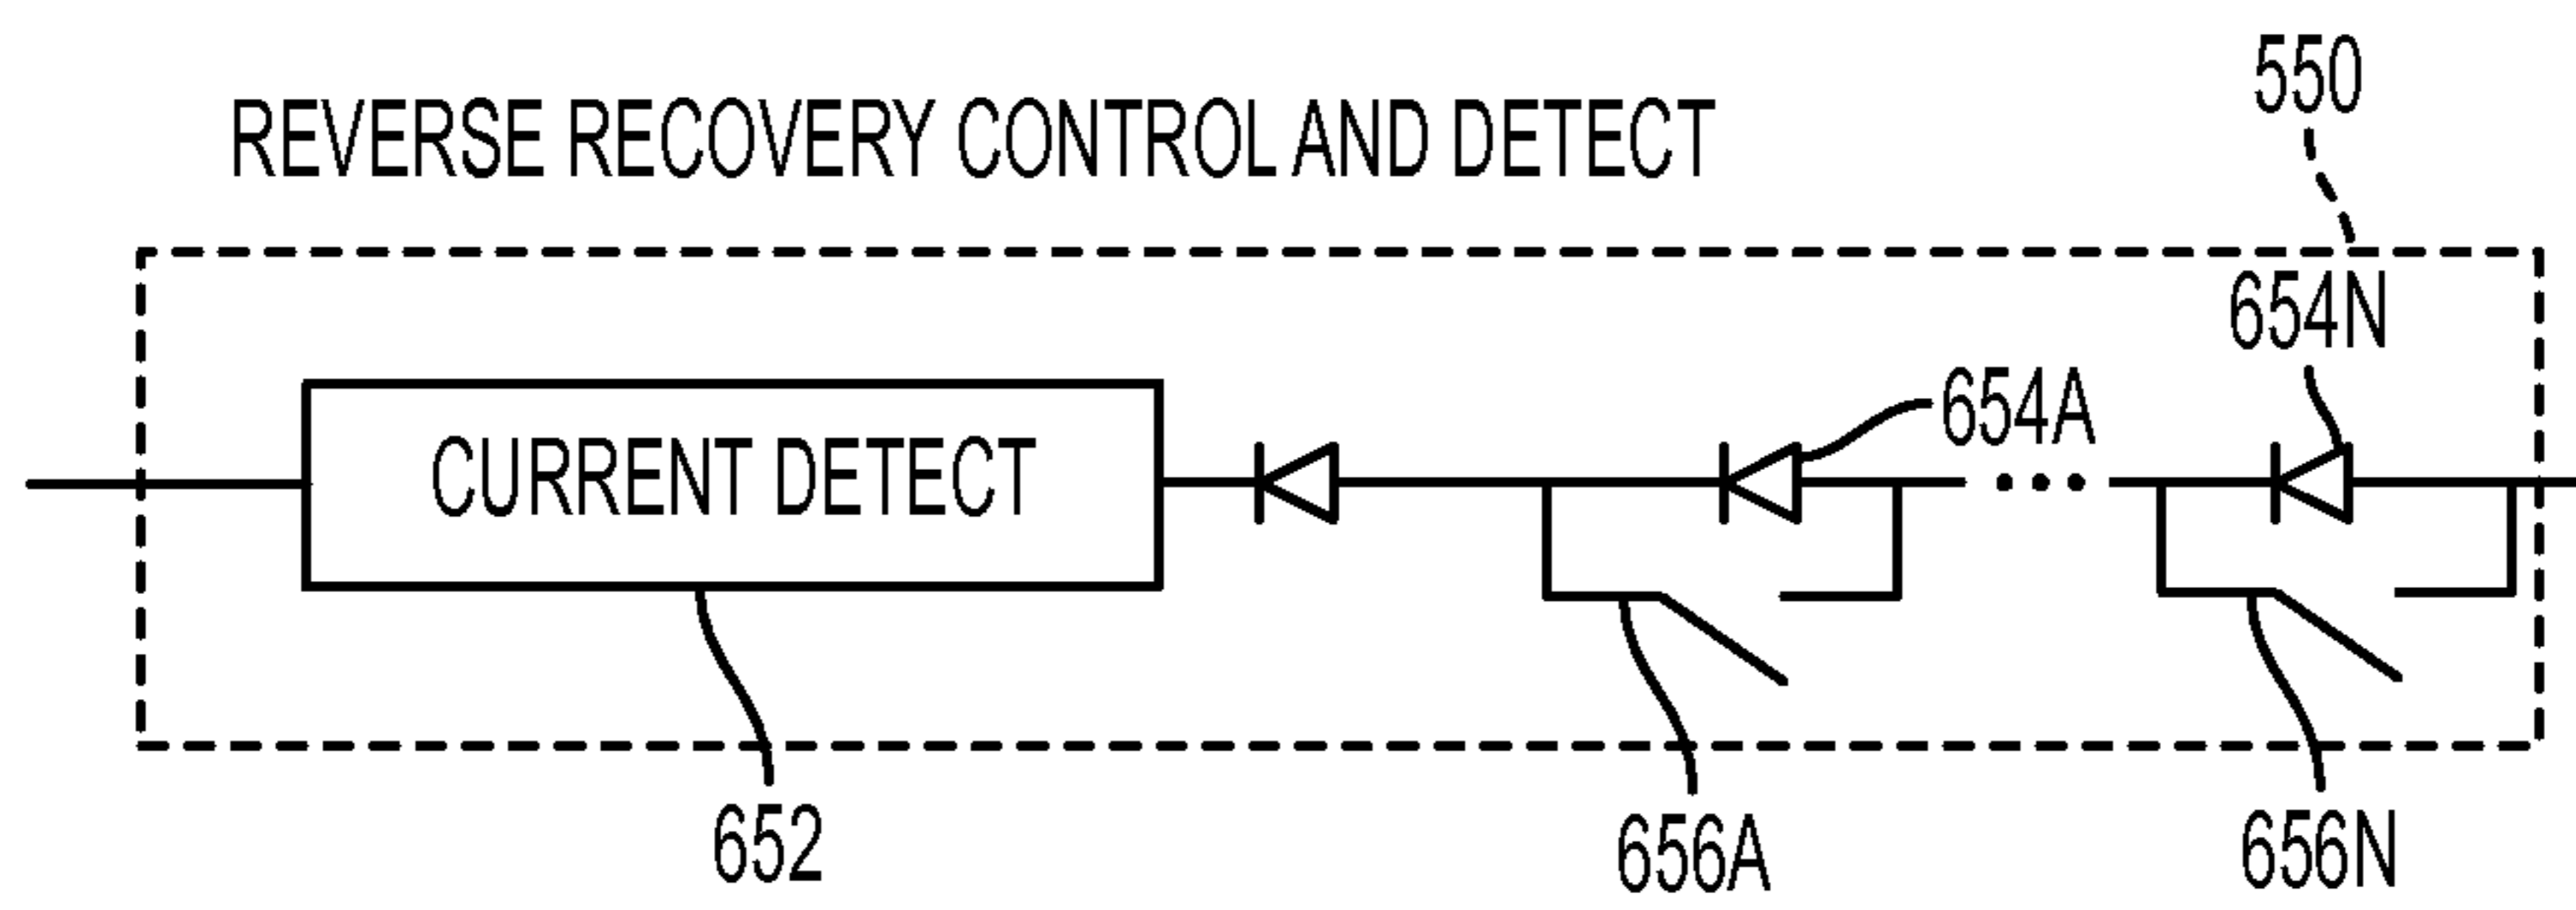 550
REVERSE RECOVERY CONTROL AND DETECT
654N
654A
CURRENT DETECT
652
656A
656N